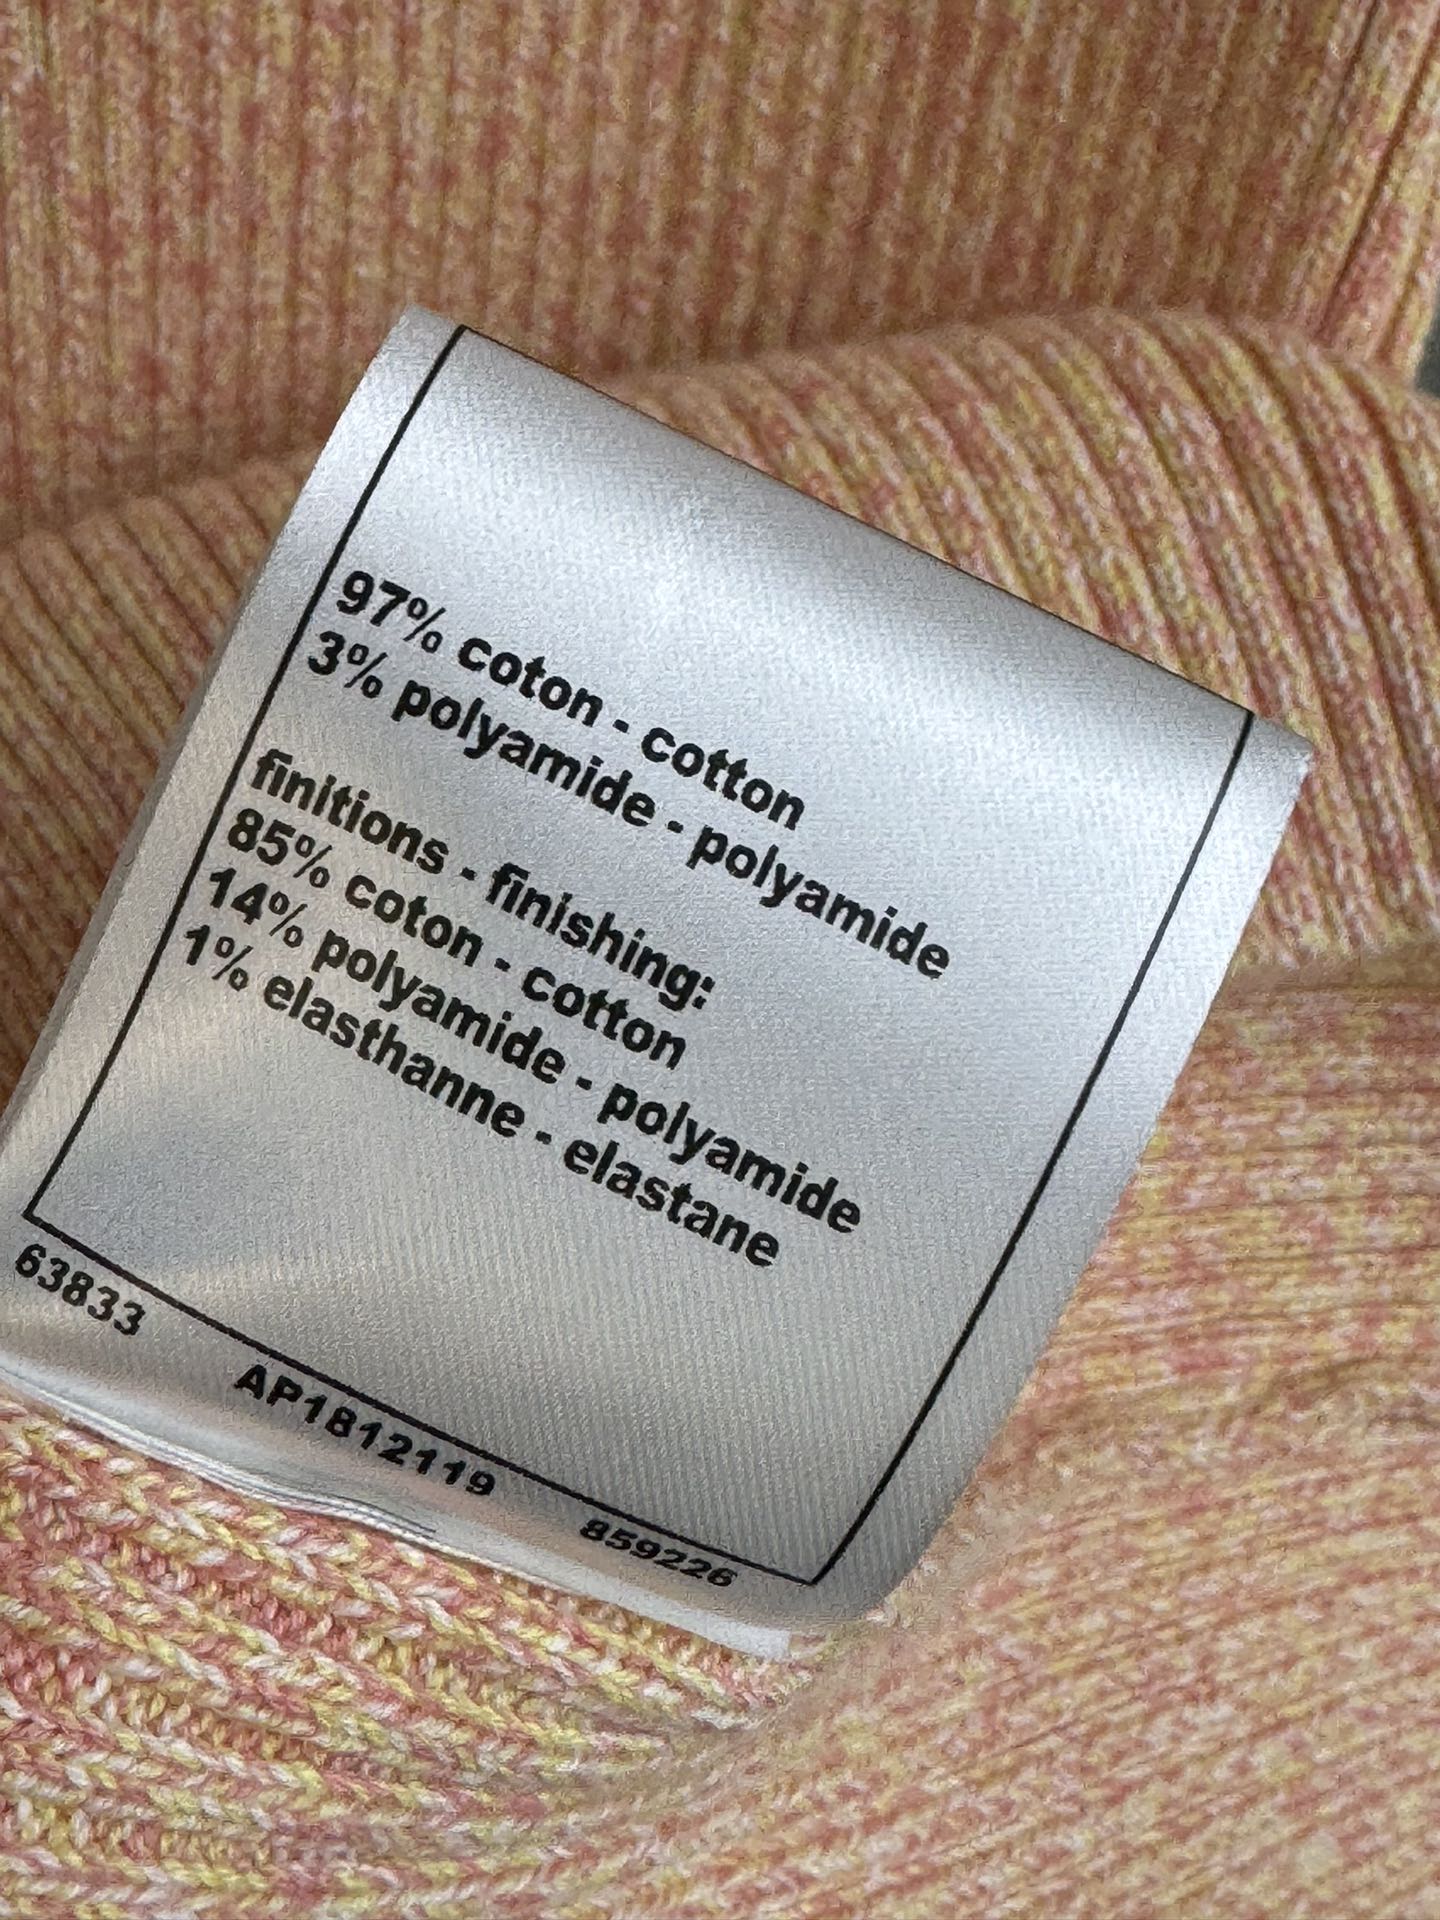 97% coton - cotton
3% polyamide - polyamide
finitions - finishing:
85% coton - cotton
14% polyamide - polyamide
1% elasthanne - elastane
63833
AP1812119
859226